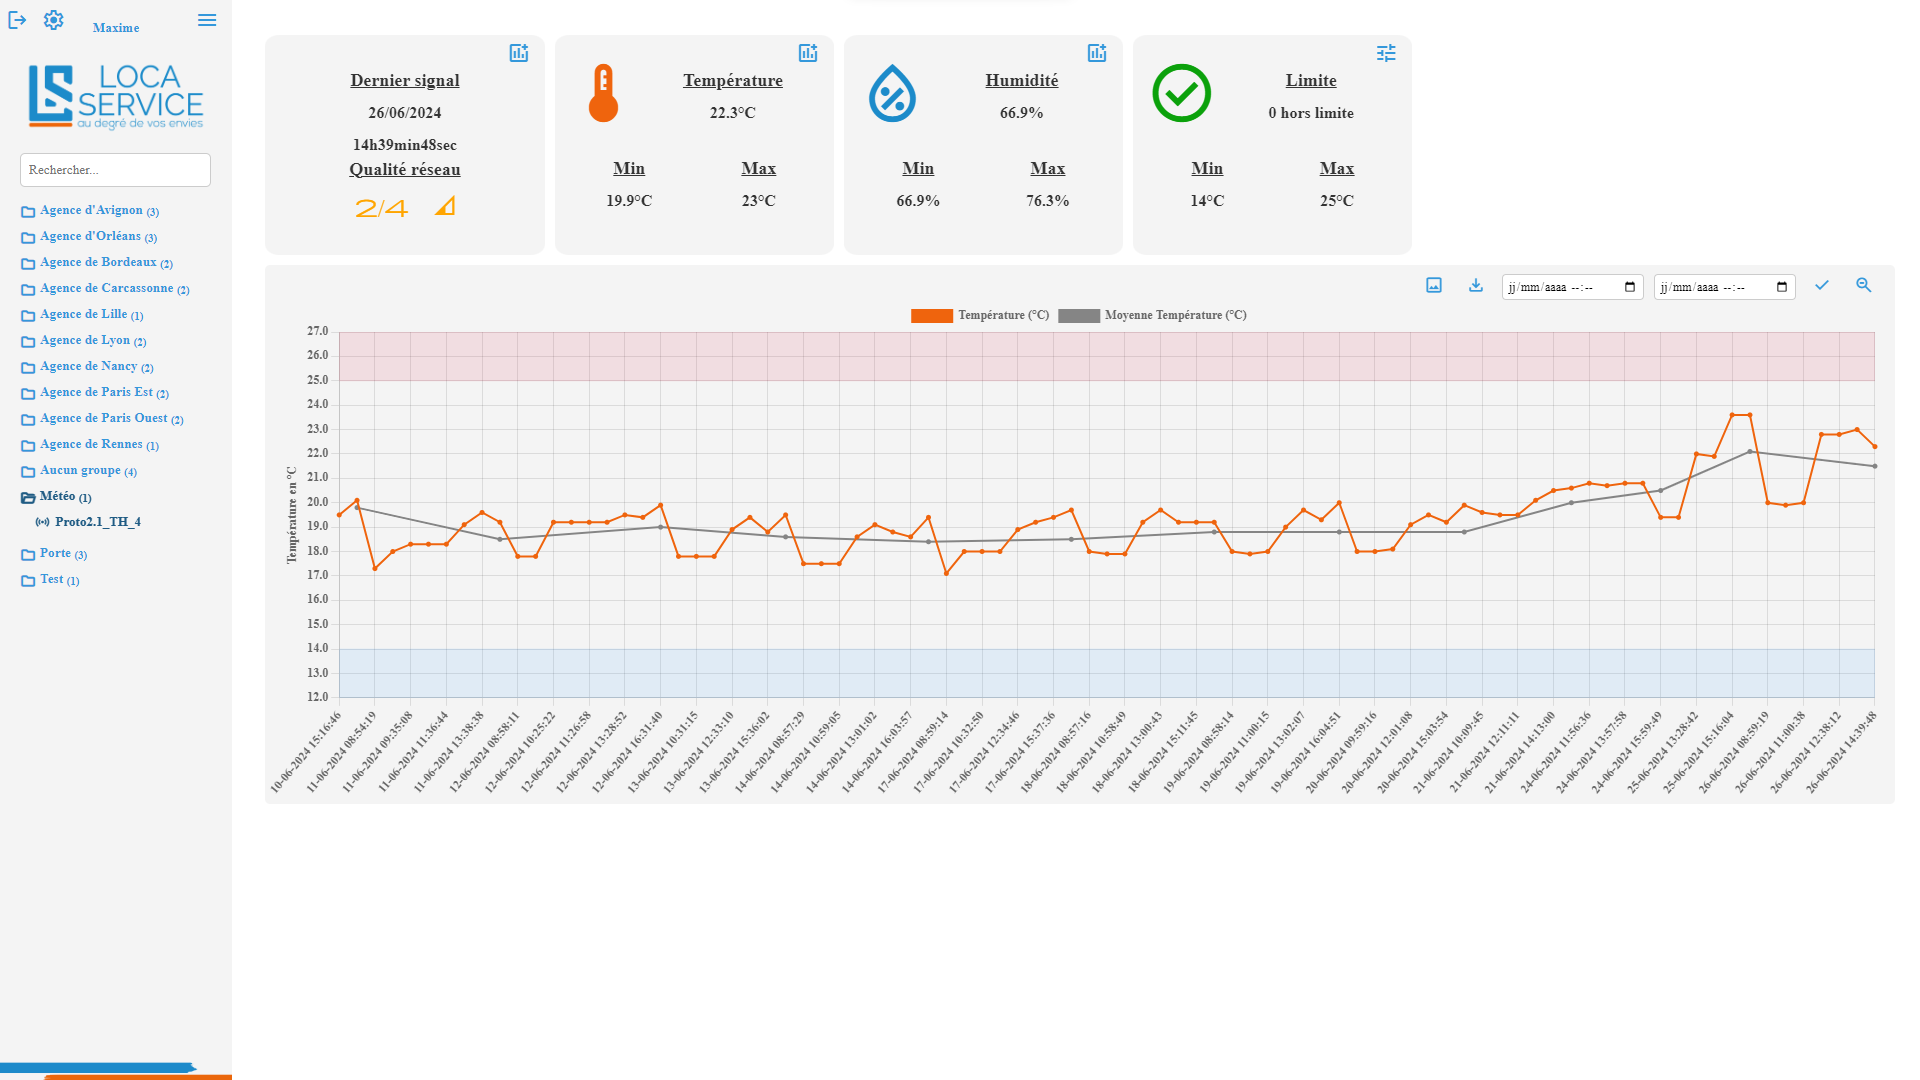 Maxime
LOCA
SERVICE
au degré de vos envies
Rechercher...
Agence d'Avignon (3)
Agence d'Orléans (3)
Agence de Bordeaux (2)
Agence de Carcassonne (2)
Agence de Lille (1)
Agence de Lyon (2)
Agence de Nancy (2)
Agence de Paris Est (2)
Agence de Paris Ouest (2)
Agence de Rennes (1)
Aucun groupe (4)
Météo (1)
Proto2.1_TH_4
Porte (3)
Test (1)
Dernier signal
26/06/2024
14h39min48sec
Qualité réseau
2/4
Température
22.3°C
Min Max
19.9°C 23°C
Humidité
66.9%
Min Max
66.9% 76.3%
Limite
0 hors limite
Min Max
14°C 25°C
jj/mm/aaaa --:-- jj/mm/aaaa --:--
Température (°C) Moyenne Température (°C)
Température en °C
27.0
26.0
25.0
24.0
23.0
22.0
21.0
20.0
19.0
18.0
17.0
16.0
15.0
14.0
13.0
12.0
10-06-2024 15:16:46
11-06-2024 08:54:19
11-06-2024 09:35:08
11-06-2024 11:36:44
11-06-2024 13:38:38
12-06-2024 08:58:11
12-06-2024 10:25:22
12-06-2024 11:26:58
12-06-2024 13:28:52
12-06-2024 16:31:40
13-06-2024 10:31:15
13-06-2024 12:33:10
13-06-2024 15:36:02
14-06-2024 08:57:29
14-06-2024 10:59:05
14-06-2024 13:01:02
14-06-2024 16:03:57
17-06-2024 08:59:14
17-06-2024 10:32:50
17-06-2024 12:34:46
17-06-2024 15:37:36
18-06-2024 08:57:16
18-06-2024 10:58:49
18-06-2024 13:00:43
18-06-2024 15:11:45
19-06-2024 08:58:14
19-06-2024 11:00:15
19-06-2024 13:02:07
19-06-2024 16:04:51
20-06-2024 09:59:16
20-06-2024 12:01:08
20-06-2024 15:03:54
21-06-2024 10:09:45
21-06-2024 12:11:11
21-06-2024 14:13:00
24-06-2024 11:56:36
24-06-2024 13:57:58
24-06-2024 15:59:49
25-06-2024 13:28:42
25-06-2024 15:16:04
26-06-2024 08:59:19
26-06-2024 11:00:38
26-06-2024 12:38:12
26-06-2024 14:39:48